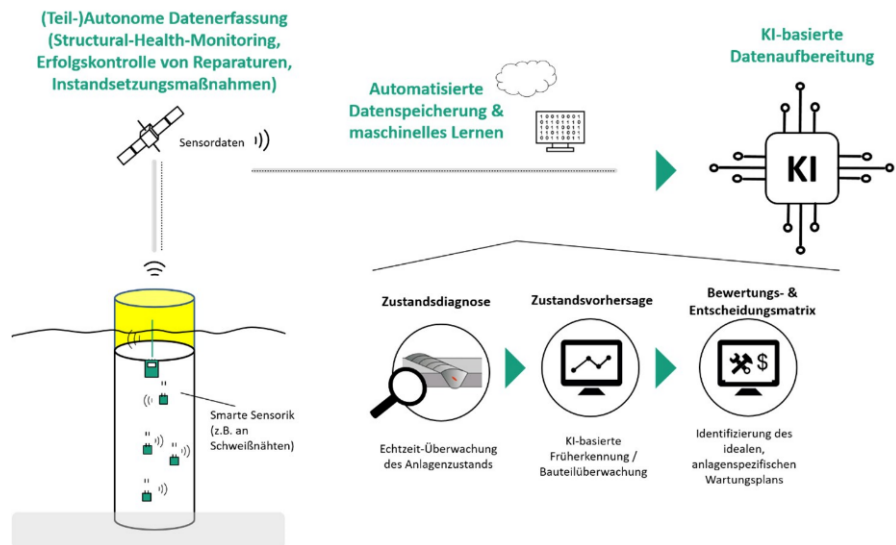 (Teil-)Autonome Datenerfassung
(Structural-Health-Monitoring,
Erfolgskontrolle von Reparaturen,
Instandsetzungsmaßnahmen)
Sensordaten
Automatisierte
Datenspeicherung &
maschinelles Lernen
KI-basierte
Datenaufbereitung
KI
Smarte Sensorik
(z.B. an
Schweißnähten)
Zustandsdiagnose
Echtzeit-Überwachung
des Anlagenzustands
Zustandsvorhersage
KI-basierte
Früherkennung /
Bauteilüberwachung
Bewertungs- &
Entscheidungsmatrix
$
Identifizierung des
idealen,
anlagenspezifischen
Wartungsplans